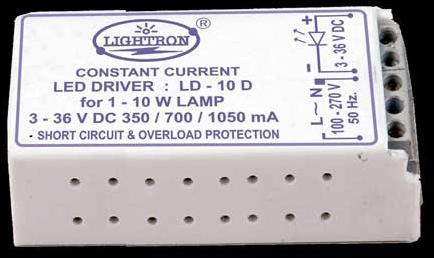 LIGHTRON ®
CONSTANT CURRENT
LED DRIVER : LD - 10 D
for 1 - 10 W LAMP
3 - 36 V DC 350 / 700 / 1050 mA
· SHORT CIRCUIT & OVERLOAD PROTECTION
3 - 36 V DC
L ~ N
100 - 270 V
50 Hz.